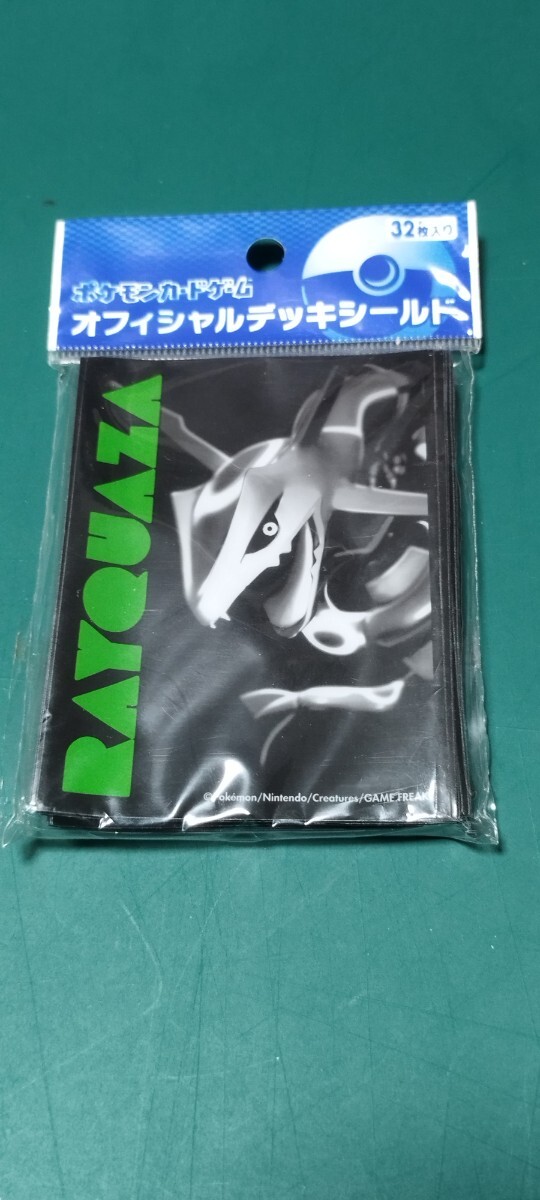 32枚入り
ポケモンカードゲーム
オフィシャルデッキシールド
RAYQUAZA
©Pokémon/Nintendo/Creatures/GAME FREAK